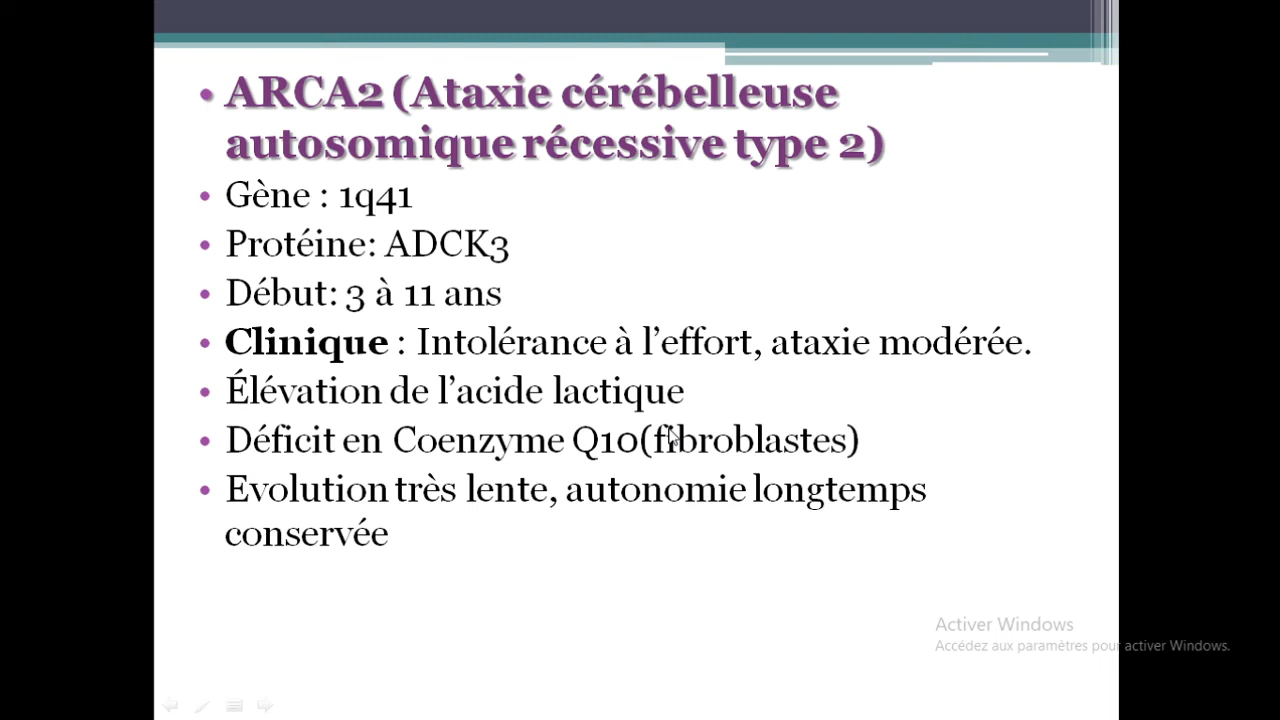 • ARCA2 (Ataxie cérébelleuse
autosomique récessive type 2)
• Gène : 1q41
• Protéine: ADCK3
• Début: 3 à 11 ans
• Clinique : Intolérance à l’effort, ataxie modérée.
• Élévation de l’acide lactique
• Déficit en Coenzyme Q10(fibroblastes)
• Evolution très lente, autonomie longtemps
conservée
Activer Windows
Accédez aux paramètres pour activer Windows.